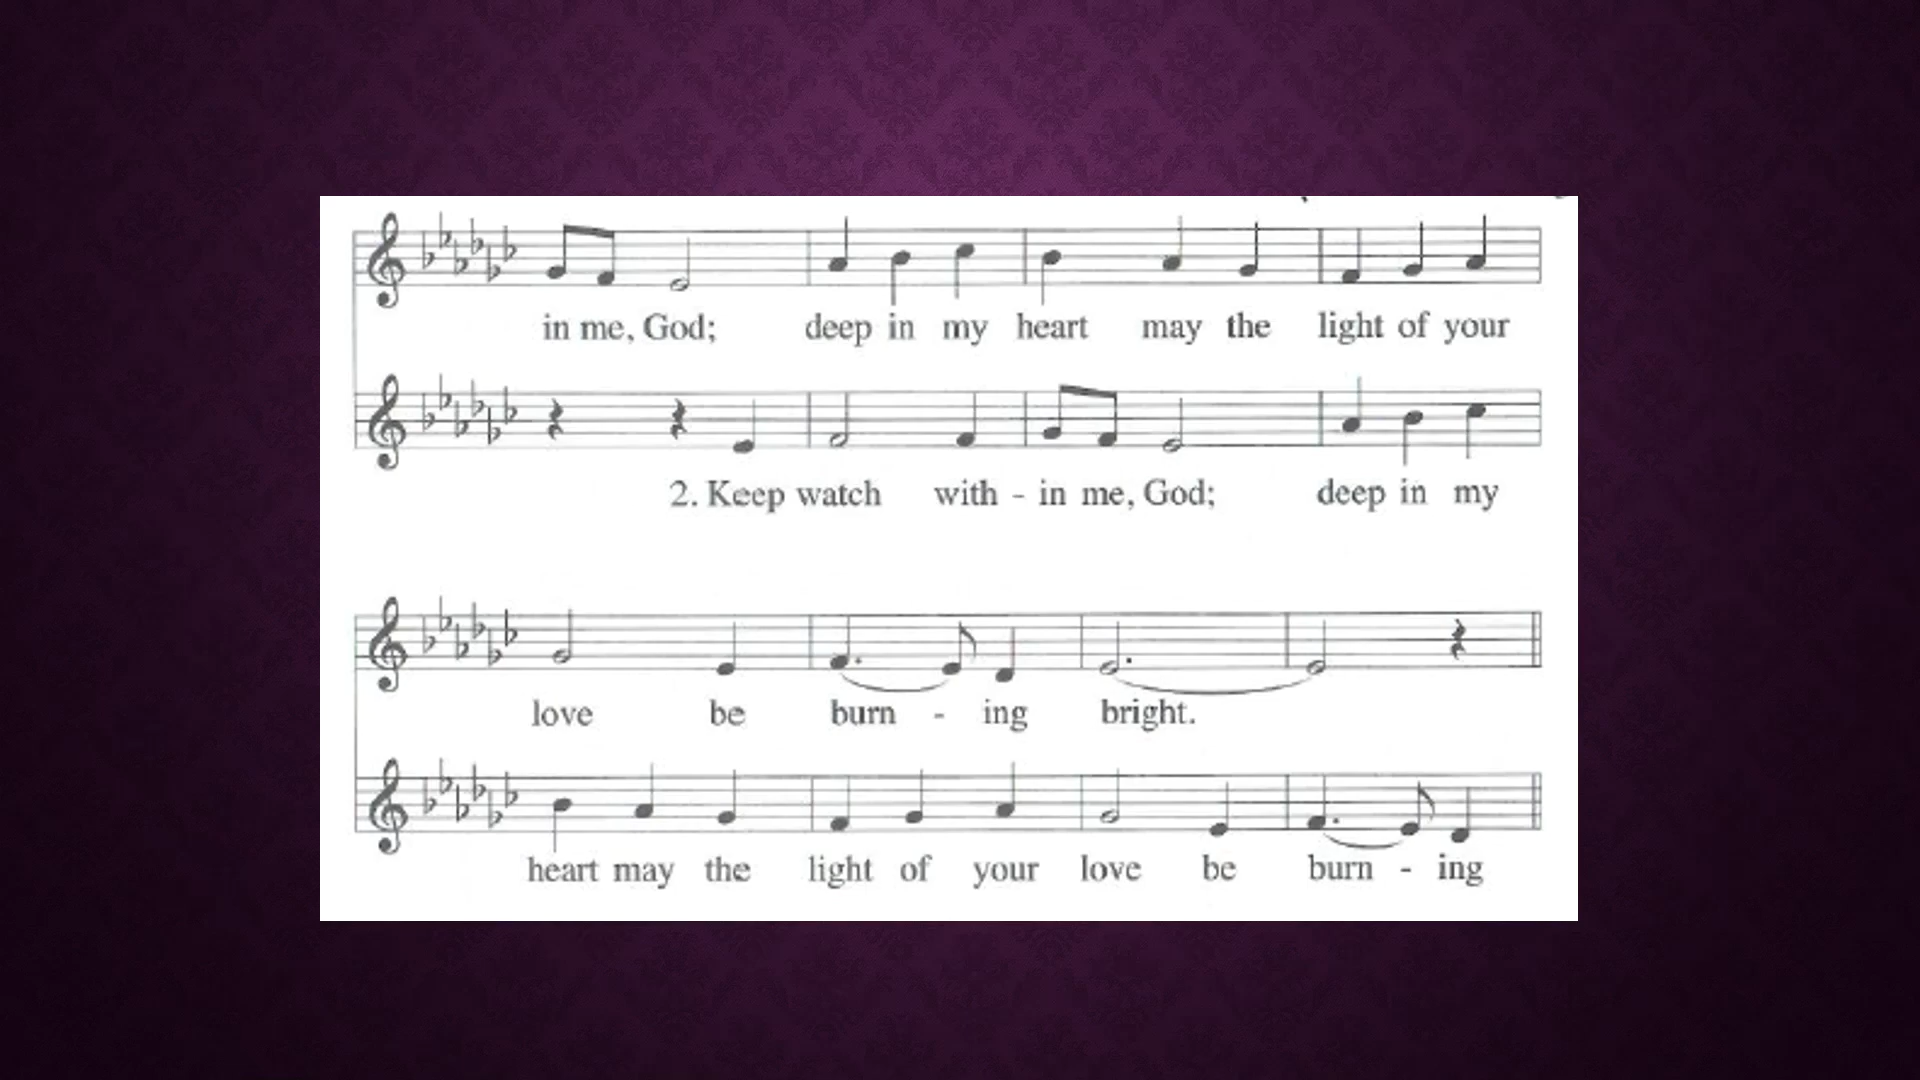 in me, God; deep in my heart may the light of your
2. Keep watch with - in me, God; deep in my
love be burn - ing bright.
heart may the light of your love be burn - ing